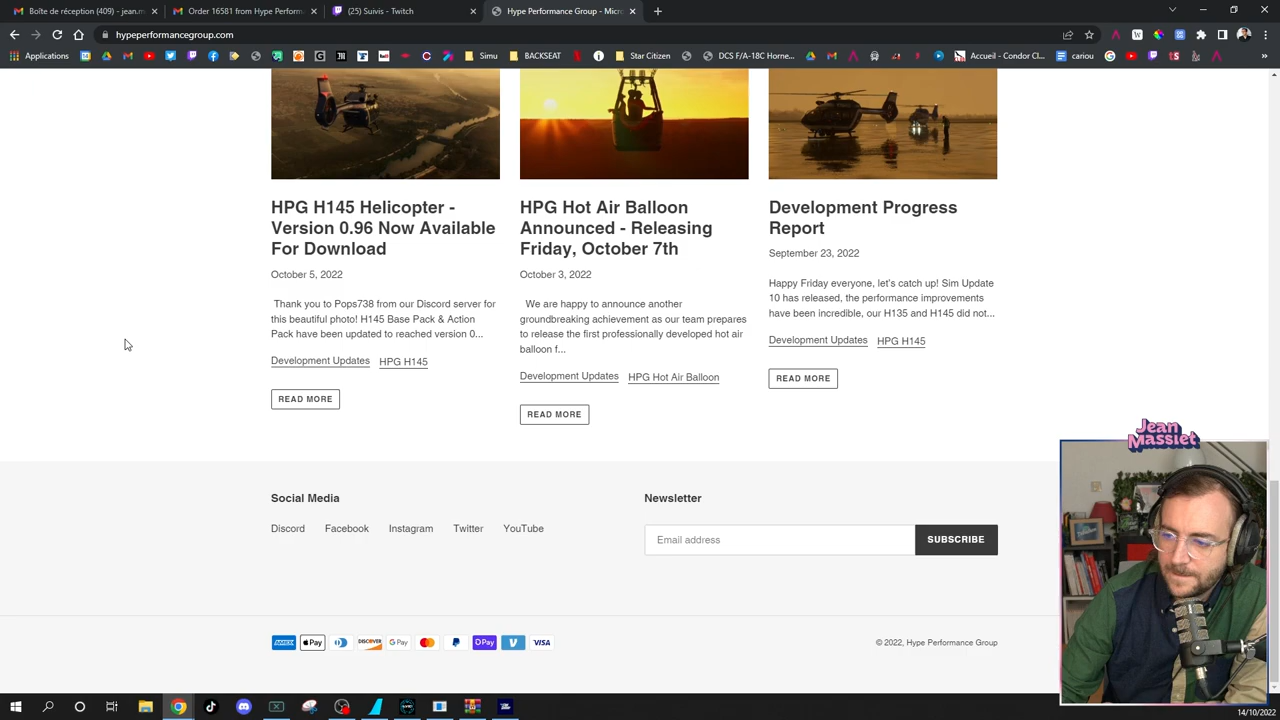 Boîte de réception (409) - jean.m
Order 16581 from Hype Performan
(25) Suivis - Twitch
Hype Performance Group - Micro
hypeperformancegroup.com
Applications
Simu
BACKSEAT
Star Citizen
DCS F/A-18C Horne...
Accueil - Condor Cl...
cariou
HPG H145 Helicopter -
Version 0.96 Now Available
For Download
October 5, 2022
Thank you to Pops738 from our Discord server for
this beautiful photo! H145 Base Pack & Action
Pack have been updated to reached version 0...
Development Updates HPG H145
READ MORE
HPG Hot Air Balloon
Announced - Releasing
Friday, October 7th
October 3, 2022
We are happy to announce another
groundbreaking achievement as our team prepares
to release the first professionally developed hot air
balloon f...
Development Updates HPG Hot Air Balloon
READ MORE
Development Progress
Report
September 23, 2022
Happy Friday everyone, let's catch up! Sim Update
10 has released, the performance improvements
have been incredible, our H135 and H145 did not...
Development Updates HPG H145
READ MORE
Jean
Massiet
Social Media
Discord Facebook Instagram Twitter YouTube
Newsletter
Email address
SUBSCRIBE
AMEX Pay DISCOVER G Pay Pay VISA
© 2022, Hype Performance Group
14/10/2022